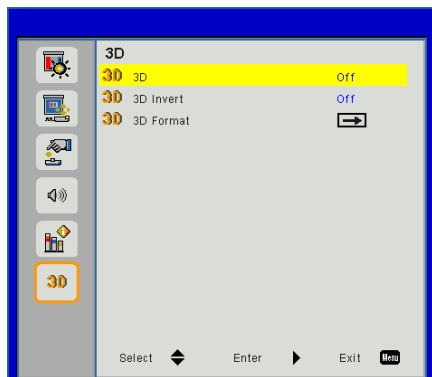 3D
3D 3D Off
3D 3D Invert Off
3D 3D Format
3D
Select Enter Exit Menu